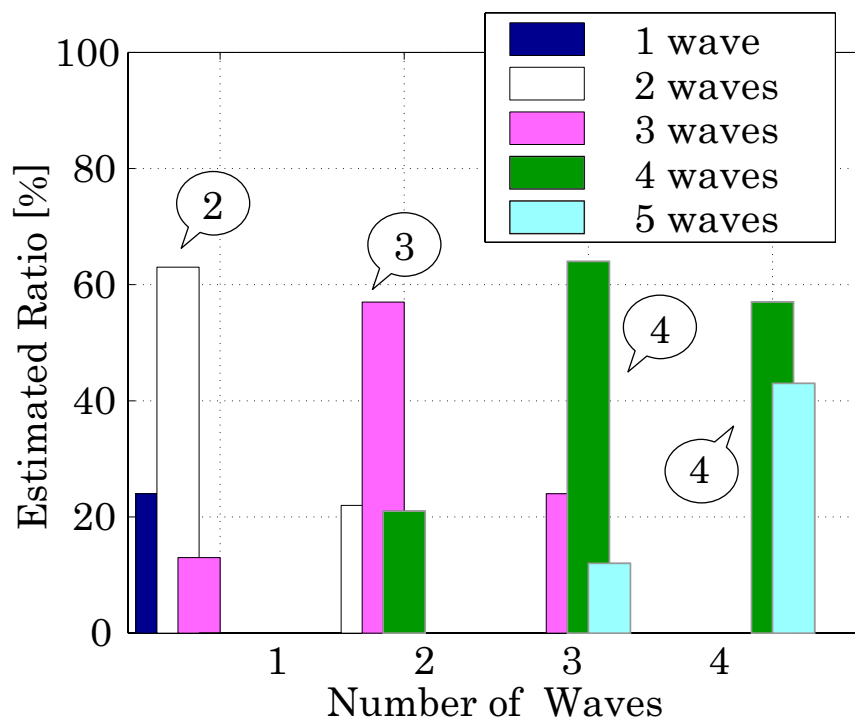 1 wave
2 waves
3 waves
4 waves
5 waves
100
80
60
40
20
0
Estimated Ratio [%]
2
3
4
4
1 2 3 4
Number of Waves